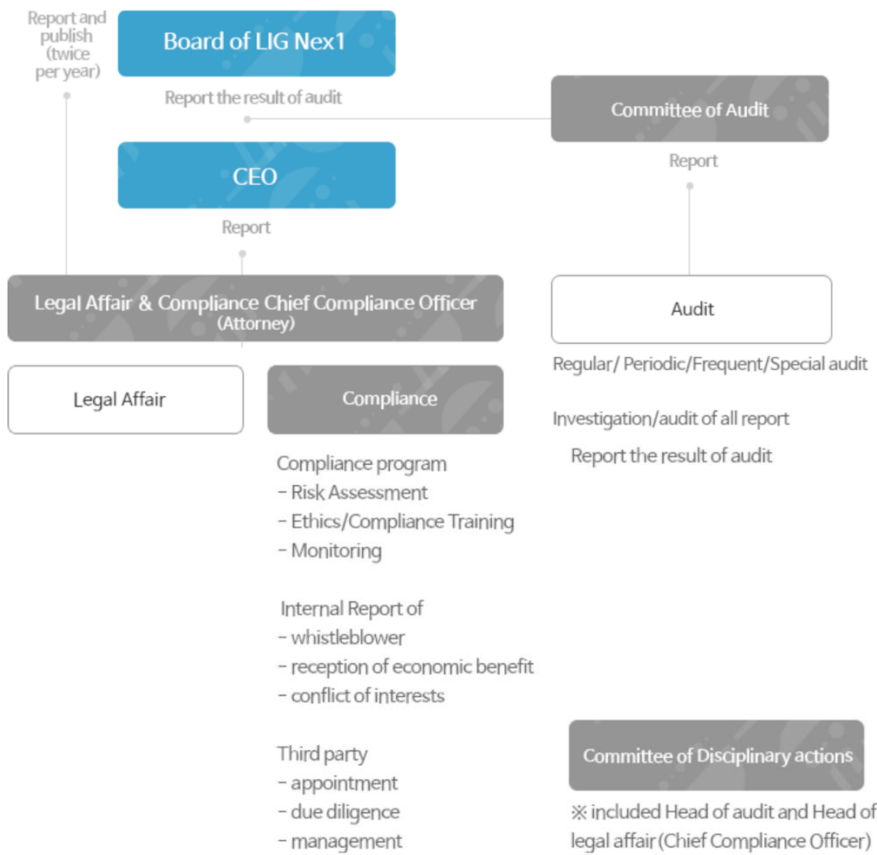 Report and
publish
(twice
per year)
Board of LIG Nex1
Report the result of audit
Committee of Audit
CEO
Report
Report
Legal Affair & Compliance Chief Compliance Officer
(Attorney)
Audit
Legal Affair
Compliance
Regular/ Periodic/Frequent/Special audit
Investigation/audit of all report
Report the result of audit
Compliance program
- Risk Assessment
- Ethics/Compliance Training
- Monitoring
Internal Report of
- whistleblower
- reception of economic benefit
- conflict of interests
Third party
- appointment
- due diligence
- management
Committee of Disciplinary actions
※ included Head of audit and Head of
legal affair(Chief Compliance Officer)